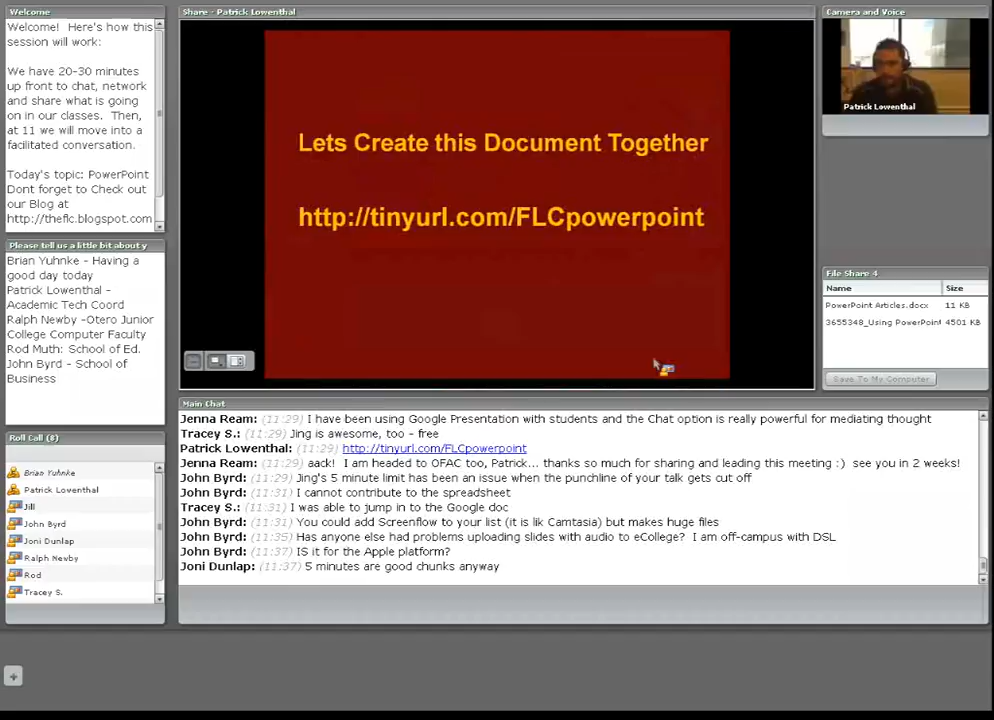 Welcome
Welcome! Here's how this
session will work:
We have 20-30 minutes
up front to chat, network
and share what is going
on in our classes. Then,
at 11 we will move into a
facilitated conversation.
Today's topic: PowerPoint
Dont forget to Check out
our Blog at
http://theflc.blogspot.com
Please tell us a little bit about y
Brian Yuhnke - Having a
good day today
Patrick Lowenthal -
Academic Tech Coord
Ralph Newby -Otero Junior
College Computer Faculty
Rod Muth: School of Ed.
John Byrd - School of
Business
Roll Call (8)
Brian Yuhnke
Patrick Lowenthal
Jill
John Byrd
Joni Dunlap
Ralph Newby
Rod
Tracey S.
Share - Patrick Lowenthal
Lets Create this Document Together
http://tinyurl.com/FLCpowerpoint
Camera and Voice
Patrick Lowenthal
File Share 4
Name Size
PowerPoint Articles.docx 11 KB
3655348_Using PowerPoint 4501 KB
Save To My Computer
Main Chat
Jenna Ream: (11:29) I have been using Google Presentation with students and the Chat option is really powerful for mediating thought
Tracey S.: Jing is awesome, too - free
Patrick Lowenthal: (11:29) http://tinyurl.com/FLCpowerpoint
Jenna Ream: (11:29) aack! I am headed to OFAC too, Patrick... thanks so much for sharing and leading this meeting :) see you in 2 weeks!
John Byrd: (11:29) Jing's 5 minute limit has been an issue when the punchline of your talk gets cut off
John Byrd: (11:31) I cannot contribute to the spreadsheet
Tracey S.: (11:31) I was able to jump in to the Google doc
John Byrd: (11:31) You could add Screenflow to your list (it is lik Camtasia) but makes huge files
John Byrd: (11:35) Has anyone else had problems uploading slides with audio to eCollege? I am off-campus with DSL
John Byrd: (11:37) IS it for the Apple platform?
Joni Dunlap: (11:37) 5 minutes are good chunks anyway